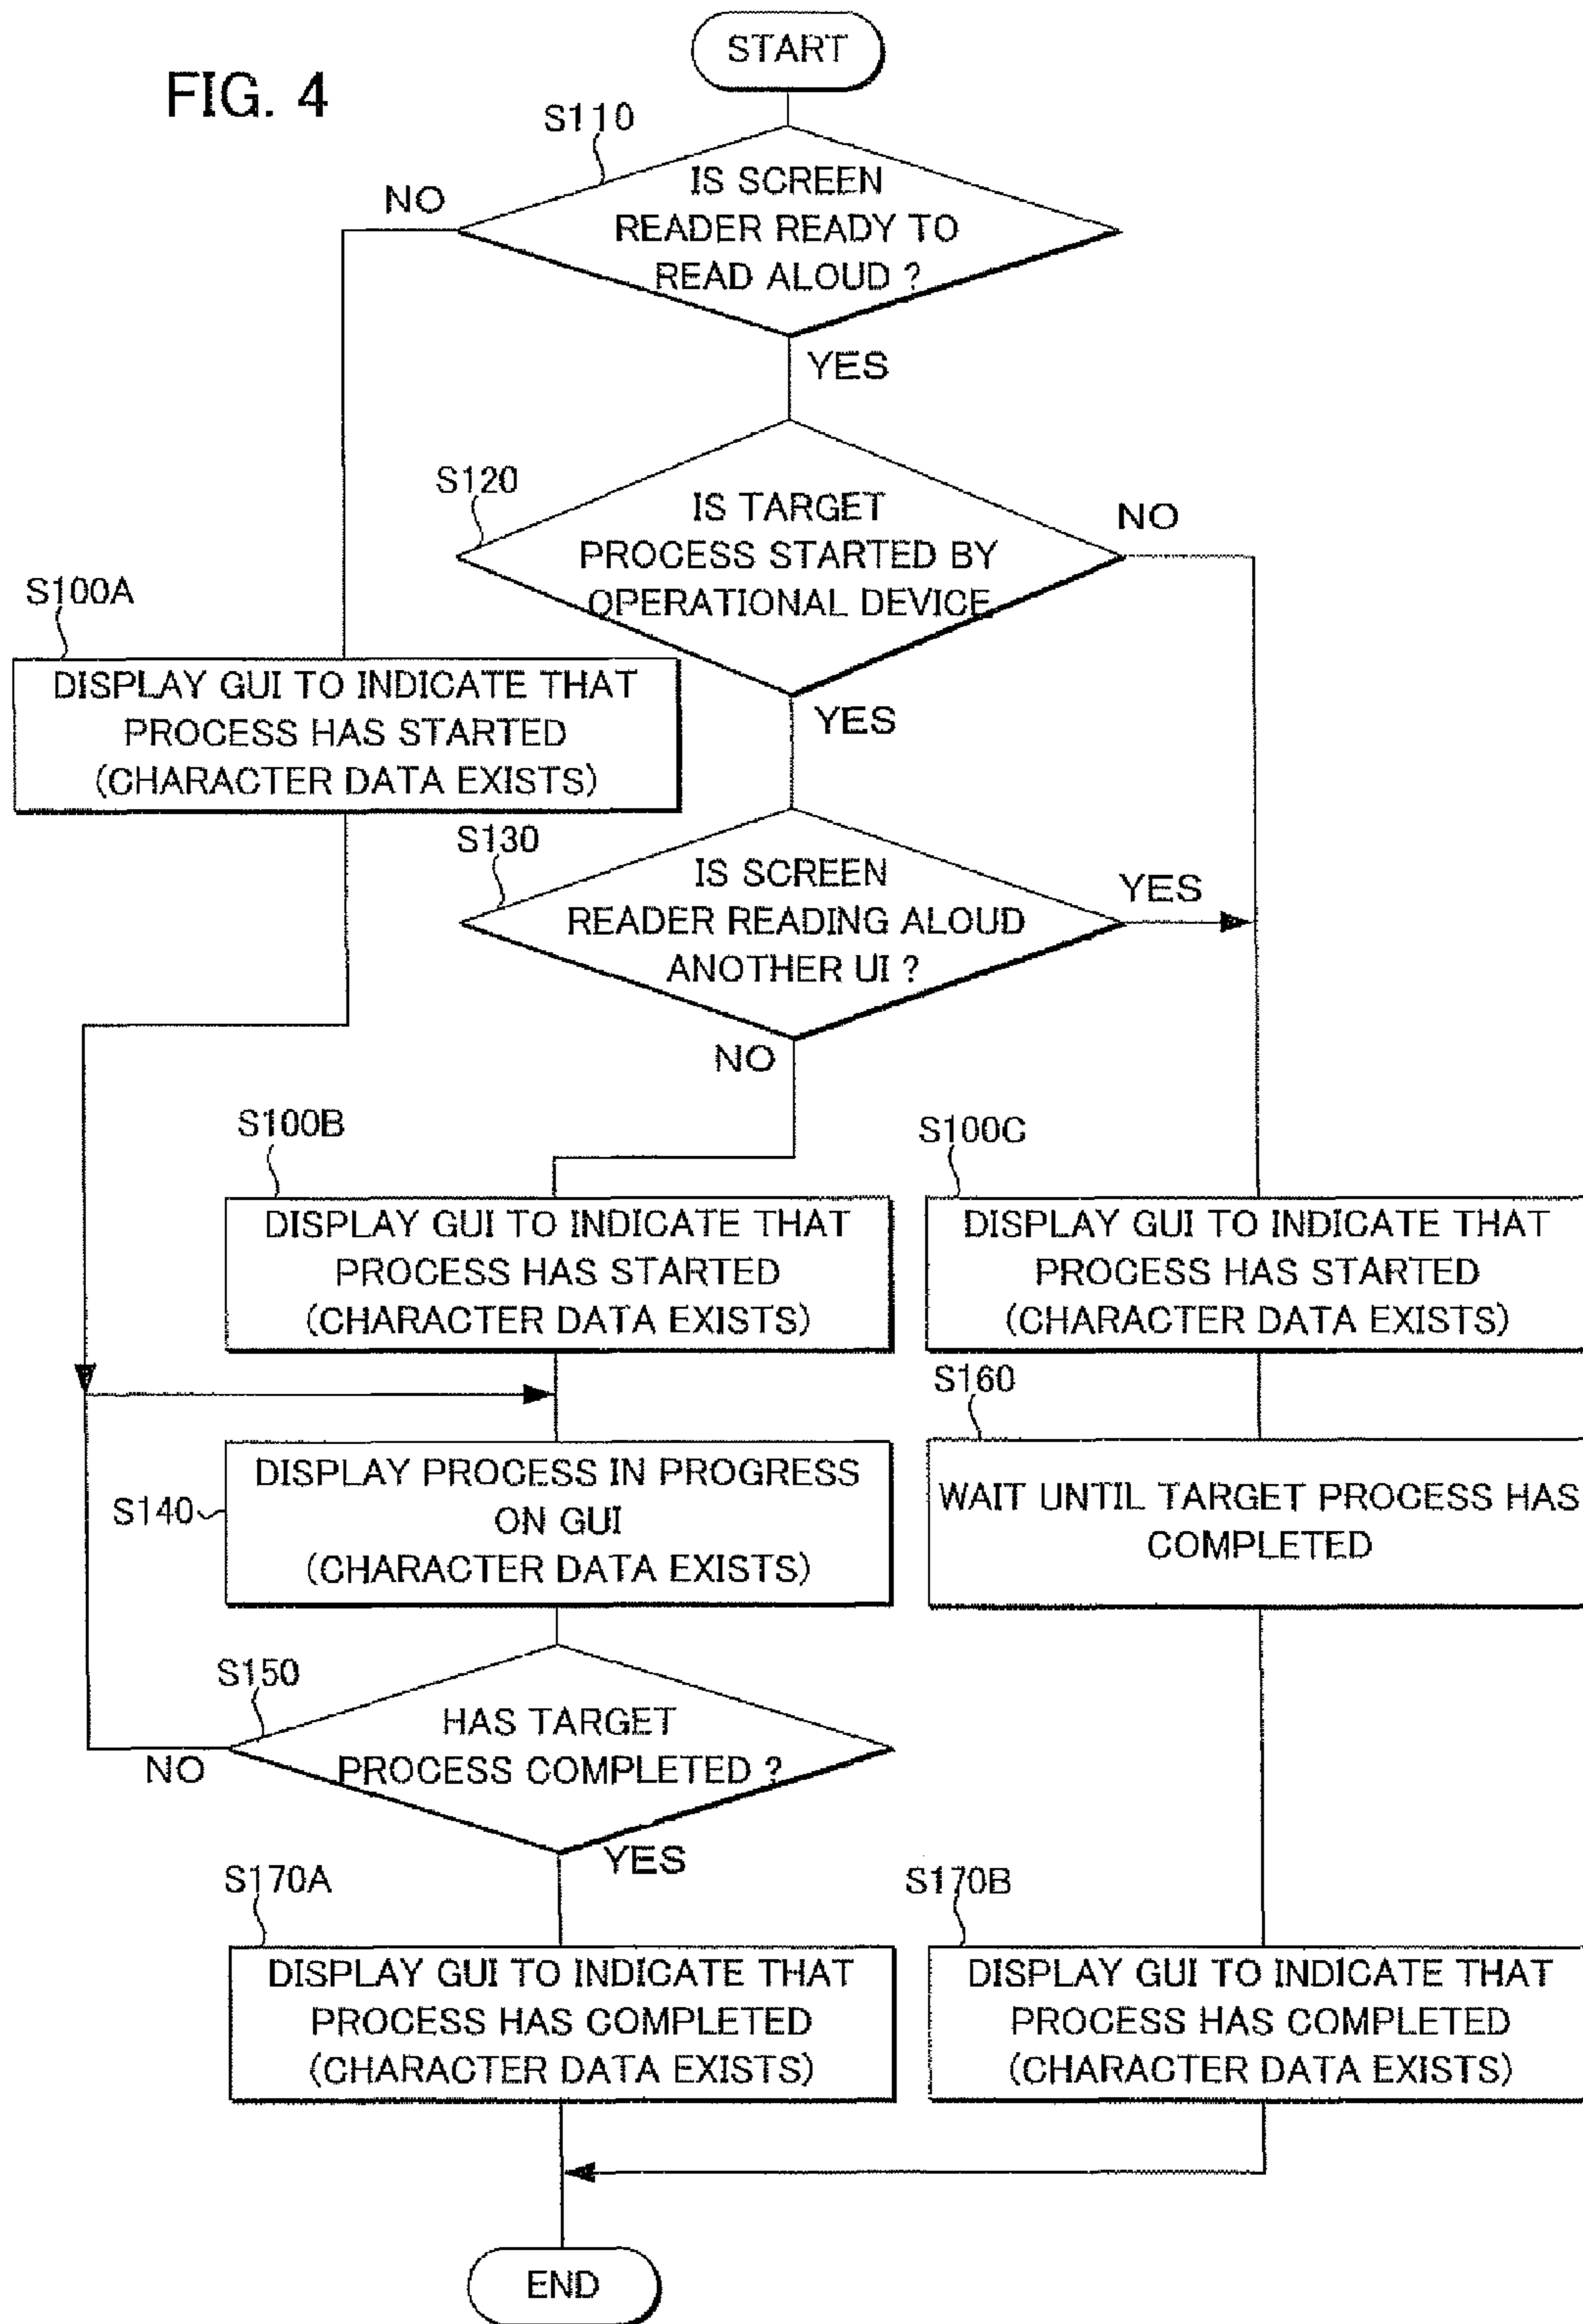 START
FIG. 4
S110
NO
IS SCREEN
READER READY TO
READ ALOUD ?
YES
S120
IS TARGET
PROCESS STARTED BY
OPERATIONAL DEVICE
NO
S100A
DISPLAY GUI TO INDICATE THAT
PROCESS HAS STARTED
(CHARACTER DATA EXISTS)
YES
S130
IS SCREEN
READER READING ALOUD
ANOTHER UI ?
YES
NO
S100B
DISPLAY GUI TO INDICATE THAT
PROCESS HAS STARTED
(CHARACTER DATA EXISTS)
S100C
DISPLAY GUI TO INDICATE THAT
PROCESS HAS STARTED
(CHARACTER DATA EXISTS)
S140
DISPLAY PROCESS IN PROGRESS
ON GUI
(CHARACTER DATA EXISTS)
S160
WAIT UNTIL TARGET PROCESS HAS
COMPLETED
S150
HAS TARGET
PROCESS COMPLETED ?
NO
YES
S170A
DISPLAY GUI TO INDICATE THAT
PROCESS HAS COMPLETED
(CHARACTER DATA EXISTS)
S170B
DISPLAY GUI TO INDICATE THAT
PROCESS HAS COMPLETED
(CHARACTER DATA EXISTS)
END